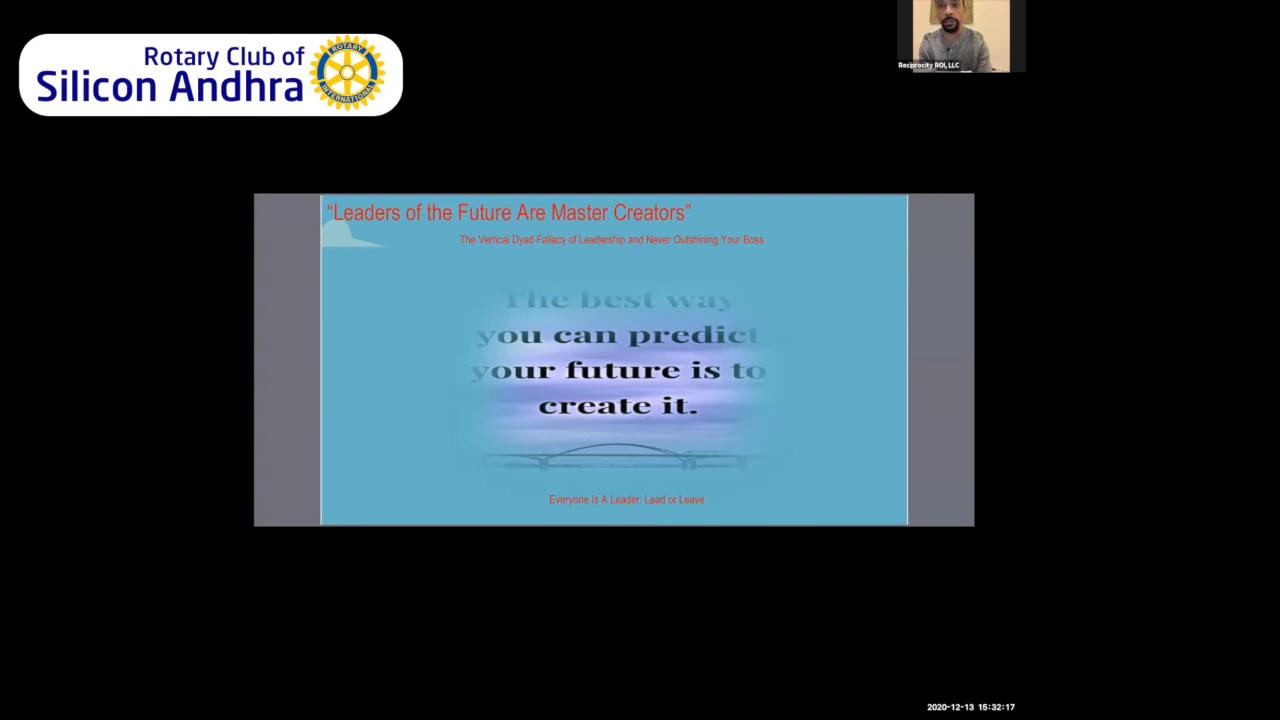 Rotary Club of
Silicon Andhra
ROTARY
INTERNATIONAL
Reciprocity ROI, LLC
“Leaders of the Future Are Master Creators”
The Vertical Dyad Fallacy of Leadership and Never Outshining Your Boss
The best way
you can predict
your future is to
create it.
Everyone Is A Leader: Lead or Leave
2020-12-13 15:32:17